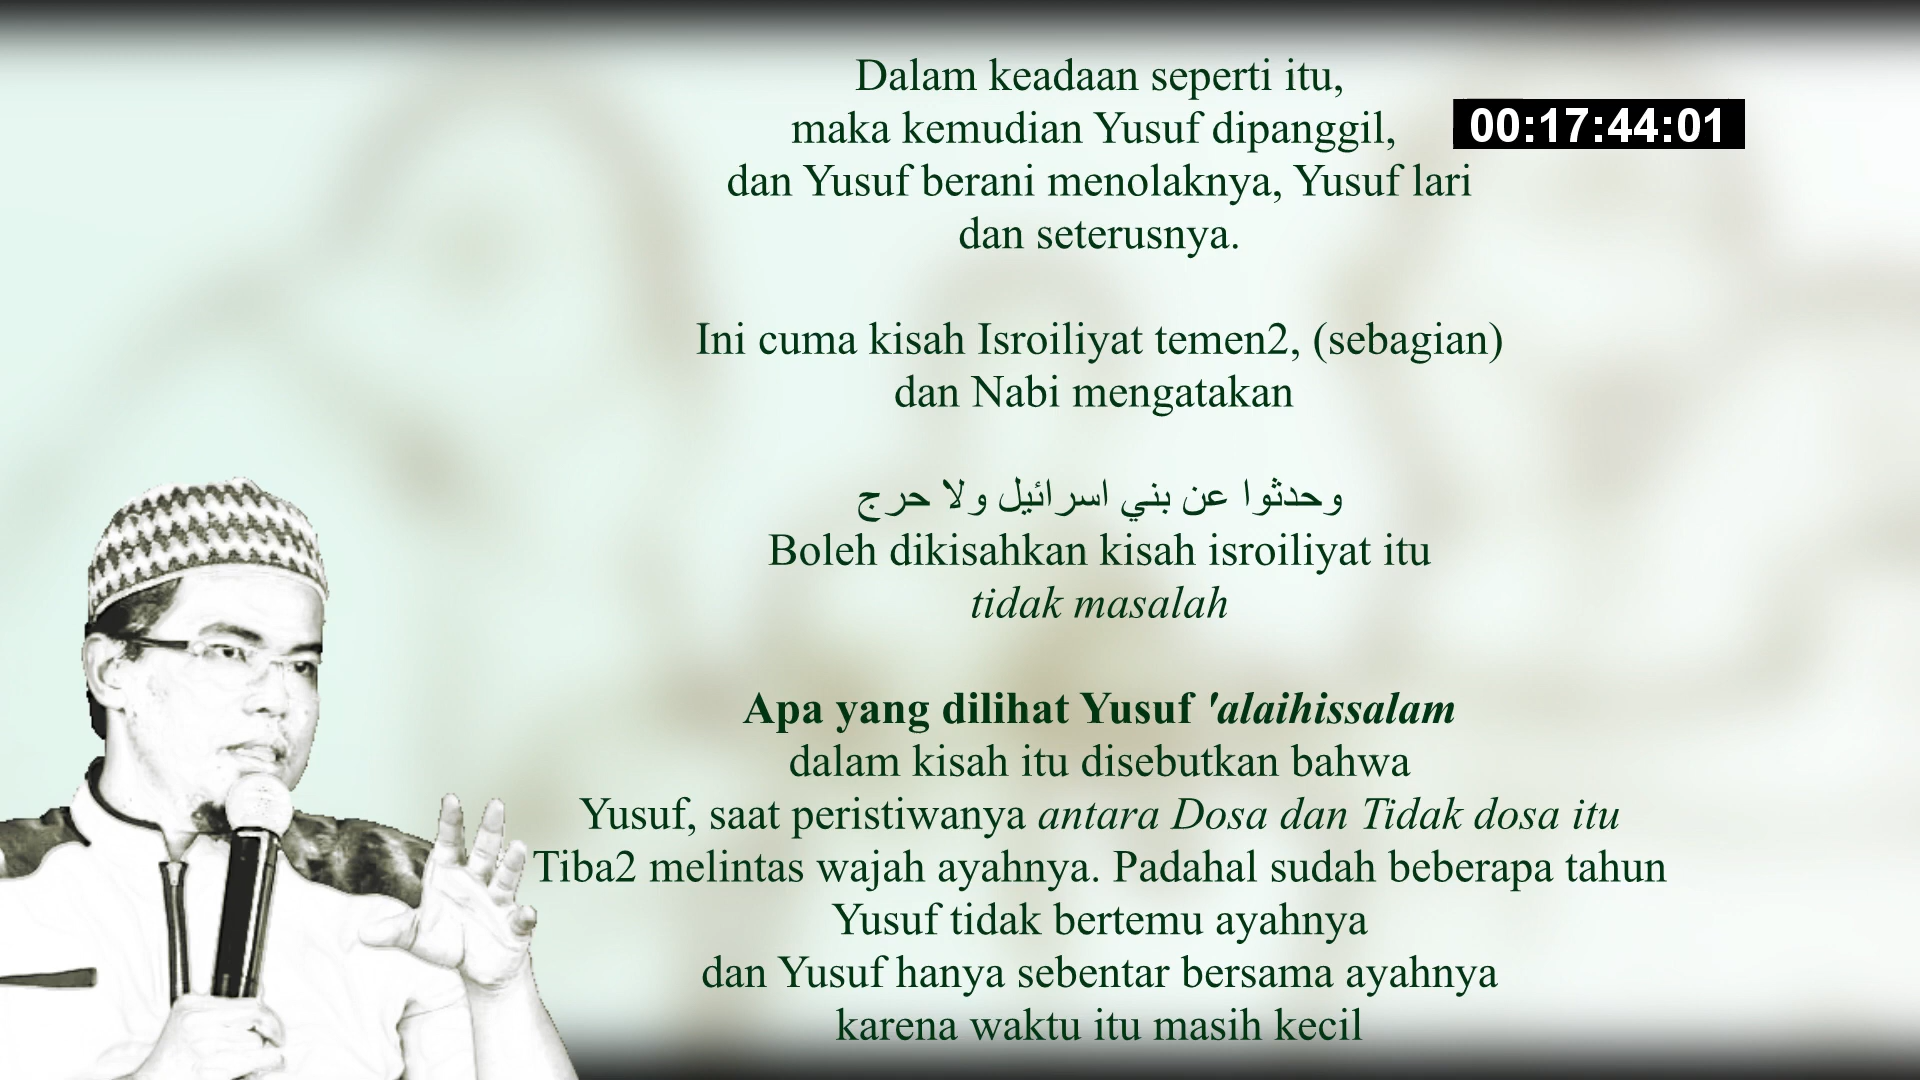 Dalam keadaan seperti itu,
maka kemudian Yusuf dipanggil,
00:17:44:01
dan Yusuf berani menolaknya, Yusuf lari
dan seterusnya.
Ini cuma kisah Isroiliyat temen2, (sebagian)
dan Nabi mengatakan
وحدثوا عن بني اسرائيل ولا حرج
Boleh dikisahkan kisah isroiliyat itu
tidak masalah
Apa yang dilihat Yusuf 'alaihissalam
dalam kisah itu disebutkan bahwa
Yusuf, saat peristiwanya antara Dosa dan Tidak dosa itu
Tiba2 melintas wajah ayahnya. Padahal sudah beberapa tahun
Yusuf tidak bertemu ayahnya
dan Yusuf hanya sebentar bersama ayahnya
karena waktu itu masih kecil